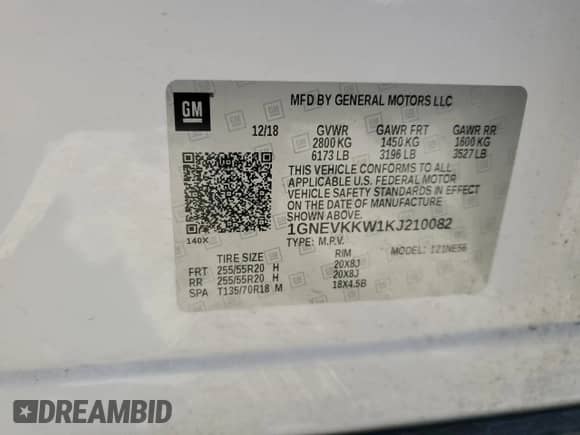 GM
MFD BY GENERAL MOTORS LLC
12/18 GVWR GAWR FRT GAWR RR
2800 KG 1450 KG 1600 KG
6173 LB 3196 LB 3527 LB
THIS VEHICLE CONFORMS TO ALL
APPLICABLE U.S. FEDERAL MOTOR
VEHICLE SAFETY STANDARDS IN EFFECT
ON THE DATE OF MANUFACTURE
SHOWN ABOVE.
1GNEVKKW1KJ210082
140X
TYPE: M.P.V. MODEL: 1Z1NE56
TIRE SIZE RIM
FRT 255/55R20 H 20X8J
RR 255/55R20 H 20X8J
SPA T135/70R18 M 18X4.5B
DREAMBID